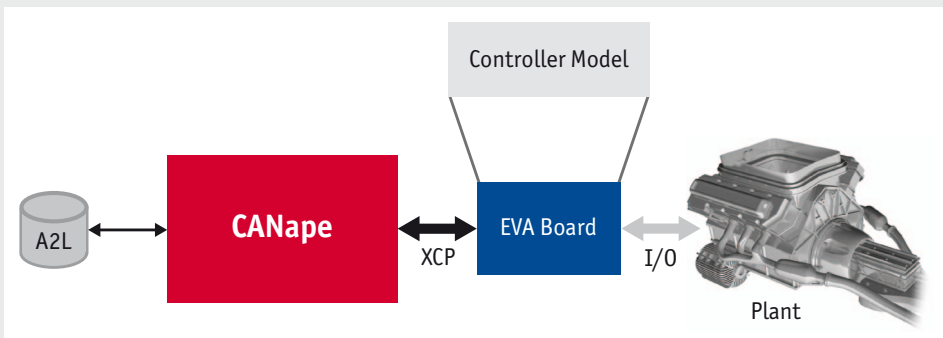 Controller Model
A2L
CANape
XCP
EVA Board
I/O
Plant